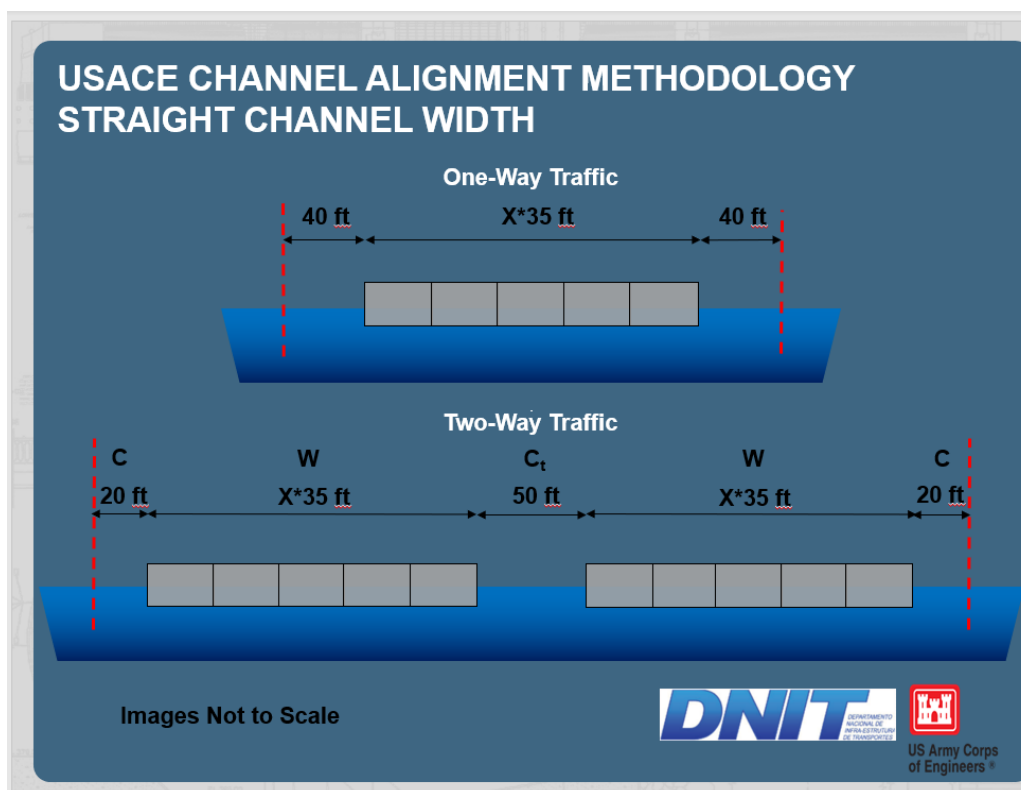 USACE CHANNEL ALIGNMENT METHODOLOGY
STRAIGHT CHANNEL WIDTH
One-Way Traffic
40 ft X*35 ft 40 ft
Two-Way Traffic
C W Cₜ W C
20 ft X*35 ft 50 ft X*35 ft 20 ft
Images Not to Scale
DNIT
DEPARTAMENTO
NACIONAL DE
INFRA-ESTRUTURA
DE TRANSPORTES
US Army Corps
of Engineers ®